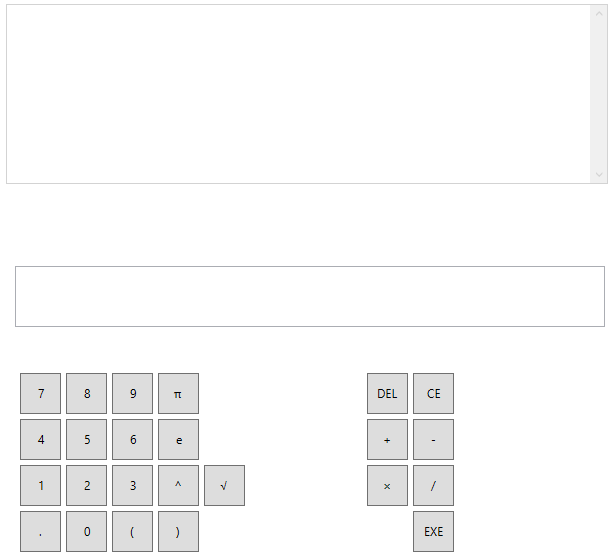 7 8 9 π DEL CE
4 5 6 e + -
1 2 3 ^ √ × /
. 0 ( ) EXE